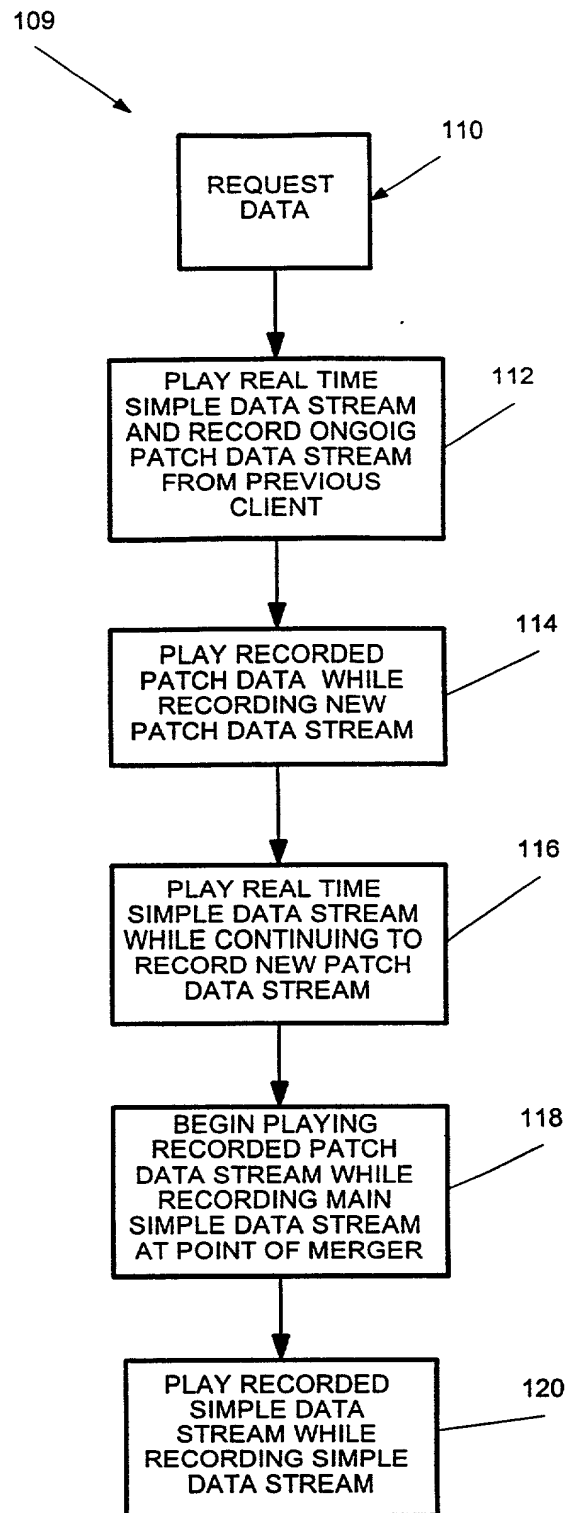 109
110
REQUEST
DATA
112
PLAY REAL TIME
SIMPLE DATA STREAM
AND RECORD ONGOIG
PATCH DATA STREAM
FROM PREVIOUS
CLIENT
114
PLAY RECORDED
PATCH DATA WHILE
RECORDING NEW
PATCH DATA STREAM
116
PLAY REAL TIME
SIMPLE DATA STREAM
WHILE CONTINUING TO
RECORD NEW PATCH
DATA STREAM
118
BEGIN PLAYING
RECORDED PATCH
DATA STREAM WHILE
RECORDING MAIN
SIMPLE DATA STREAM
AT POINT OF MERGER
120
PLAY RECORDED
SIMPLE DATA
STREAM WHILE
RECORDING SIMPLE
DATA STREAM